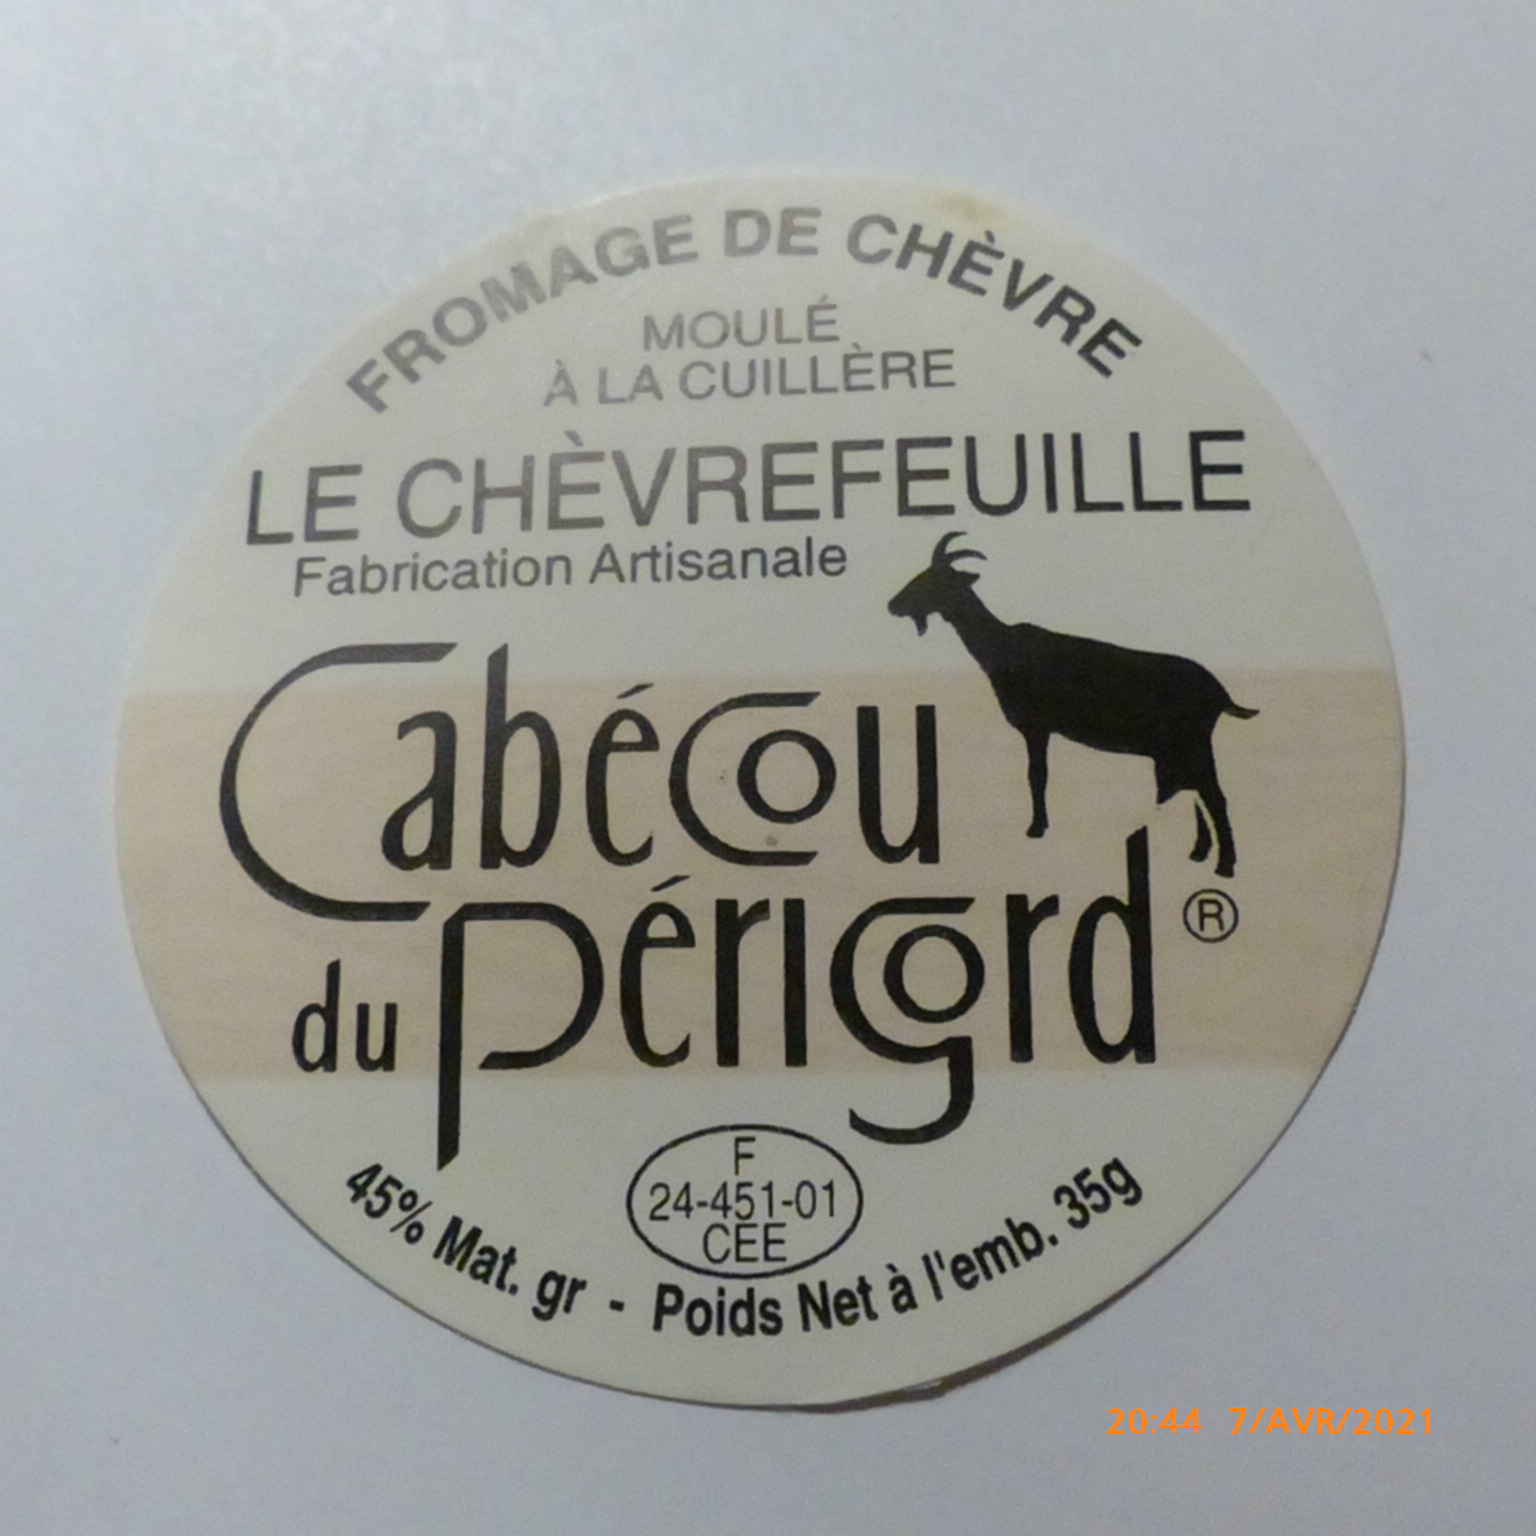 FROMAGE DE CHÈVRE
MOULÉ
À LA CUILLÈRE
LE CHÈVREFEUILLE
Fabrication Artisanale
Cabécou
du périgord ®
F
24-451-01
CEE
45% Mat. gr - Poids Net à l'emb. 35g
20:44 7/AVR/2021